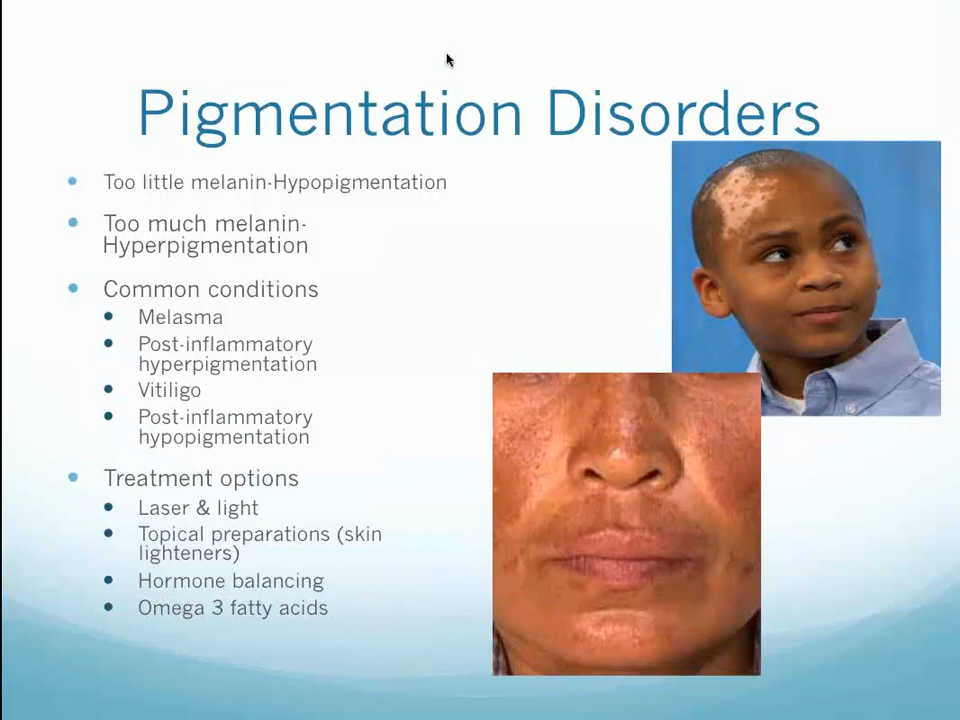 Pigmentation Disorders
Too little melanin-Hypopigmentation
Too much melanin-
Hyperpigmentation
Common conditions
Melasma
Post-inflammatory
hyperpigmentation
Vitiligo
Post-inflammatory
hypopigmentation
Treatment options
Laser & light
Topical preparations (skin
lighteners)
Hormone balancing
Omega 3 fatty acids